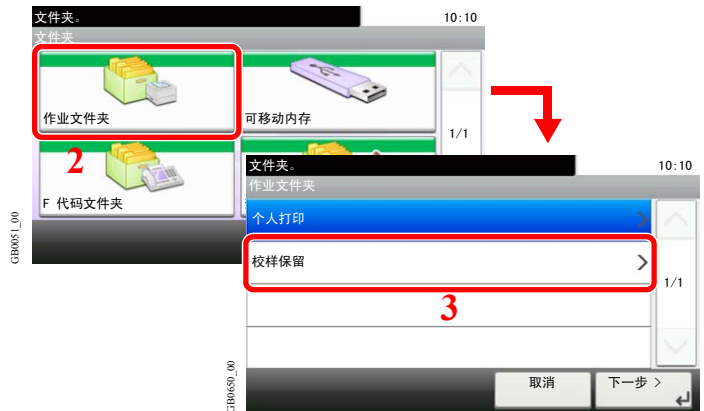 文件夹。
10:10
文件夹
作业文件夹
可移动内存
1/1
2
F 代码文件夹
GB0051_00
文件夹。
10:10
作业文件夹
个人打印
校样保留
1/1
3
取消
下一步 >
GB0650_00